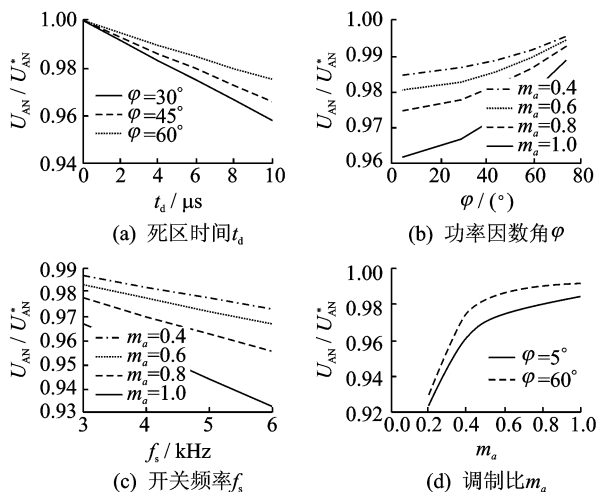 U_AN / U*_AN
1.00
0.98
0.96
0.94
φ=30°
φ=45°
φ=60°
0 2 4 6 8 10
t_d / μs
(a) 死区时间t_d
U_AN / U*_AN
1.00
0.99
0.98
0.97
0.96
m_a=0.4
m_a=0.6
m_a=0.8
m_a=1.0
0 20 40 60 80
φ/(°)
(b) 功率因数角φ
U_AN / U*_AN
0.99
0.98
0.97
0.96
0.95
0.94
0.93
m_a=0.4
m_a=0.6
m_a=0.8
m_a=1.0
3 4 5 6
f_s / kHz
(c) 开关频率f_s
U_AN / U*_AN
1.00
0.98
0.96
0.94
0.92
φ=5°
φ=60°
0.0 0.2 0.4 0.6 0.8 1.0
m_a
(d) 调制比m_a